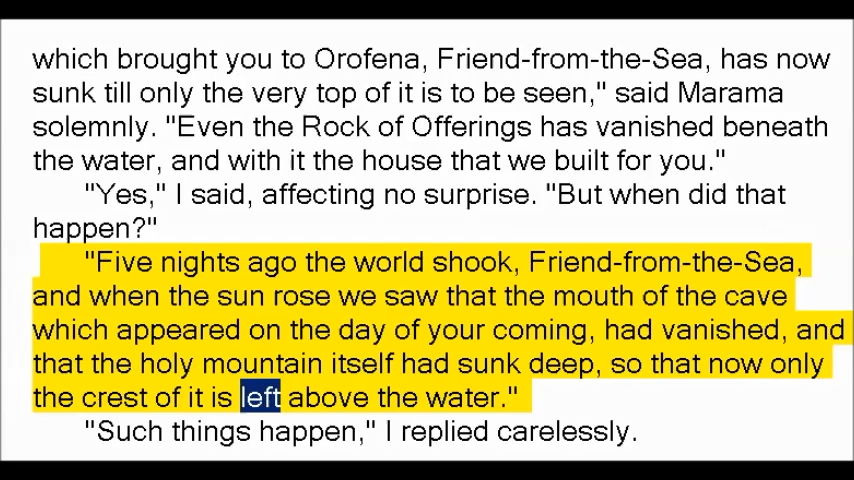 which brought you to Orofena, Friend-from-the-Sea, has now
sunk till only the very top of it is to be seen," said Marama
solemnly. "Even the Rock of Offerings has vanished beneath
the water, and with it the house that we built for you."
"Yes," I said, affecting no surprise. "But when did that
happen?"
"Five nights ago the world shook, Friend-from-the-Sea,
and when the sun rose we saw that the mouth of the cave
which appeared on the day of your coming, had vanished, and
that the holy mountain itself had sunk deep, so that now only
the crest of it is left above the water."
"Such things happen," I replied carelessly.